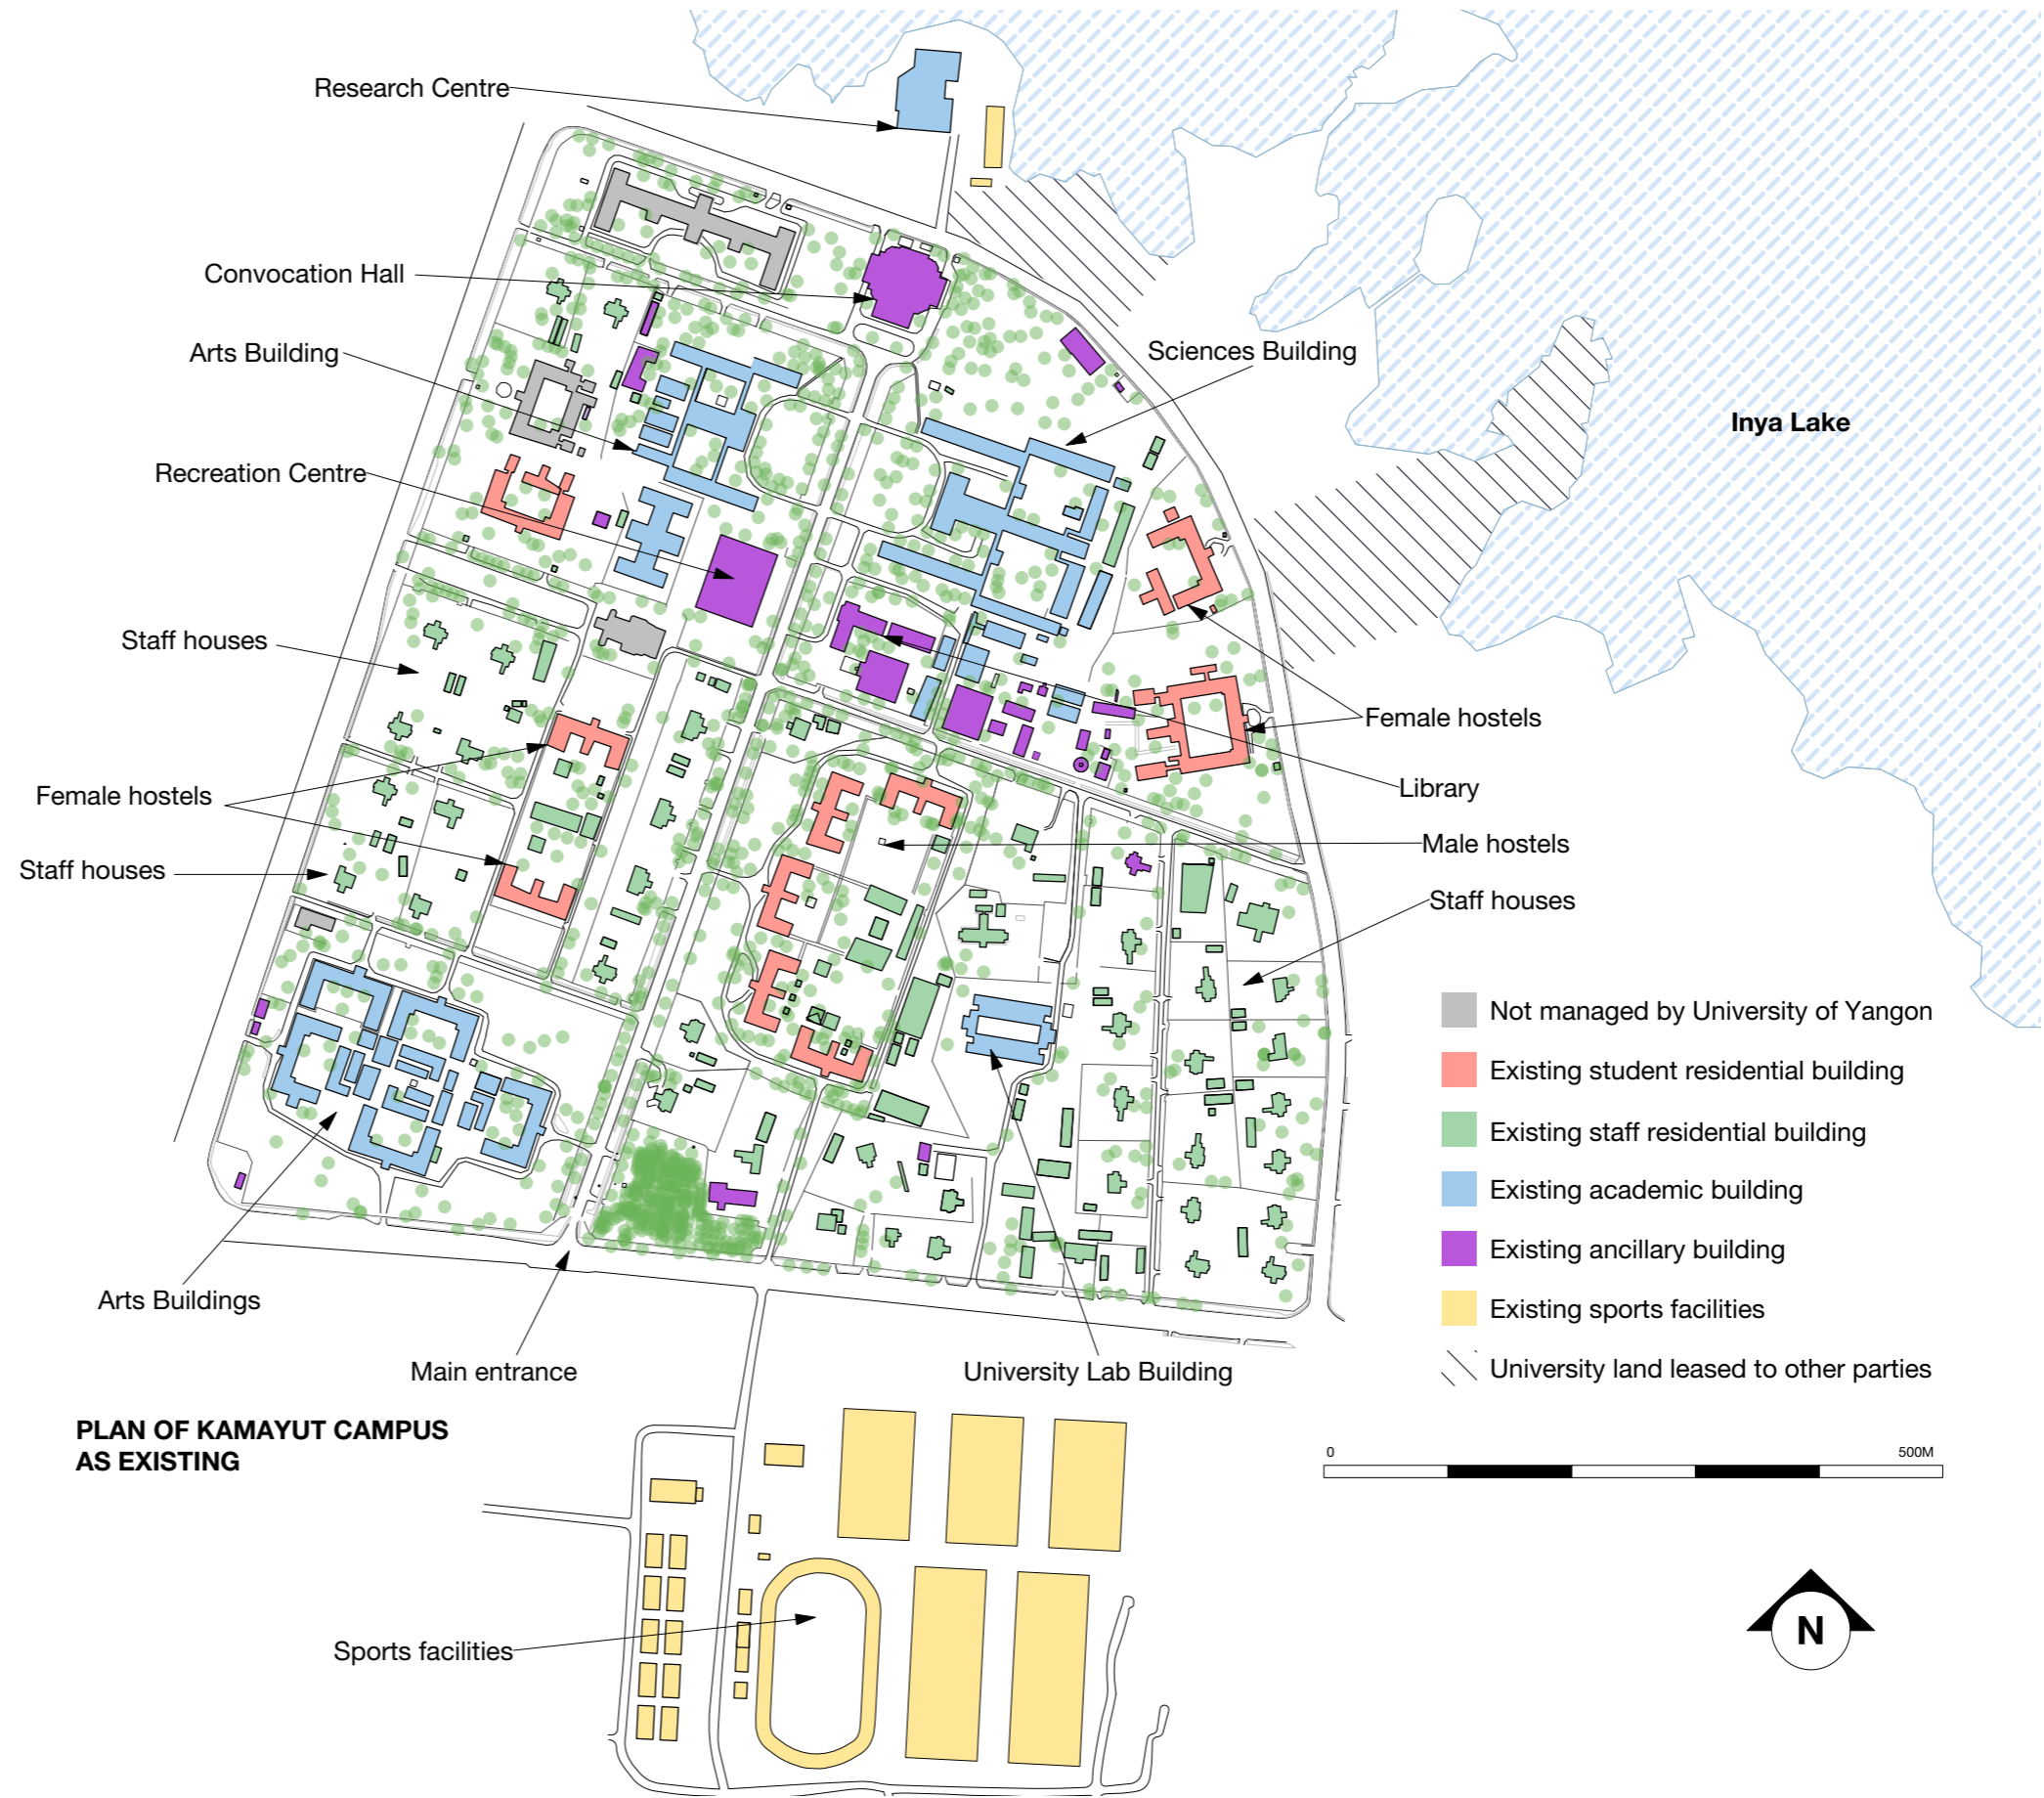 Research Centre
Convocation Hall
Arts Building
Sciences Building
Inya Lake
Recreation Centre
Staff houses
Female hostels
Female hostels
Library
Male hostels
Staff houses
Staff houses
Not managed by University of Yangon
Existing student residential building
Existing staff residential building
Existing academic building
Existing ancillary building
Existing sports facilities
University land leased to other parties
Arts Buildings
Main entrance
University Lab Building
PLAN OF KAMAYUT CAMPUS
AS EXISTING
0
500M
Sports facilities
N